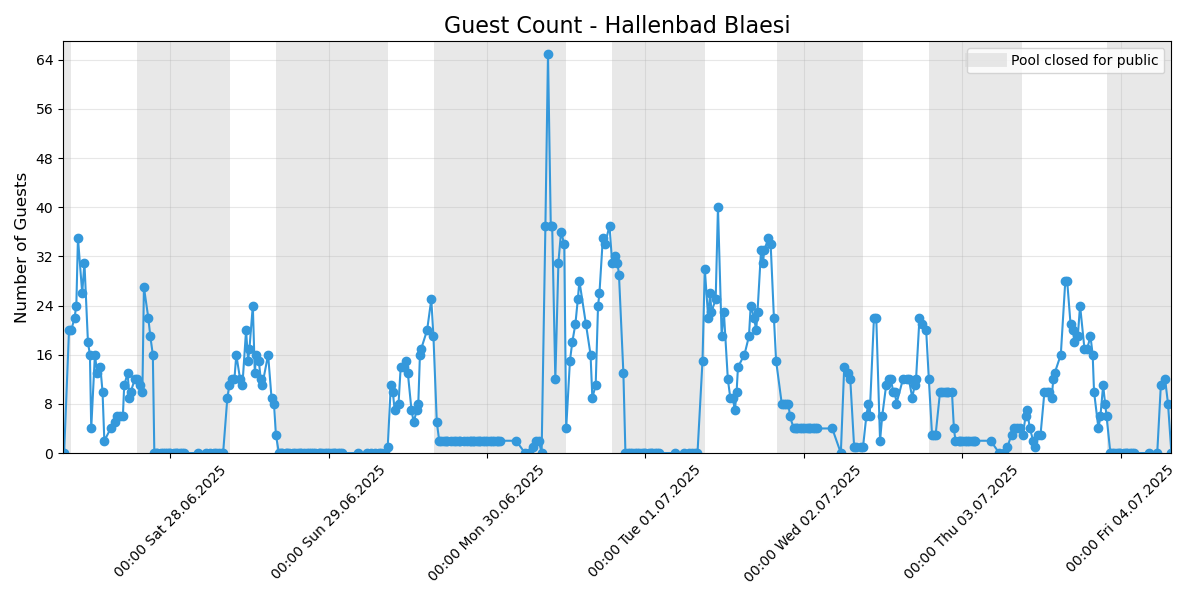 Guest Count - Hallenbad Blaesi
Pool closed for public
Number of Guests
64
56
48
40
32
24
16
8
0
00:00 Sat 28.06.2025
00:00 Sun 29.06.2025
00:00 Mon 30.06.2025
00:00 Tue 01.07.2025
00:00 Wed 02.07.2025
00:00 Thu 03.07.2025
00:00 Fri 04.07.2025